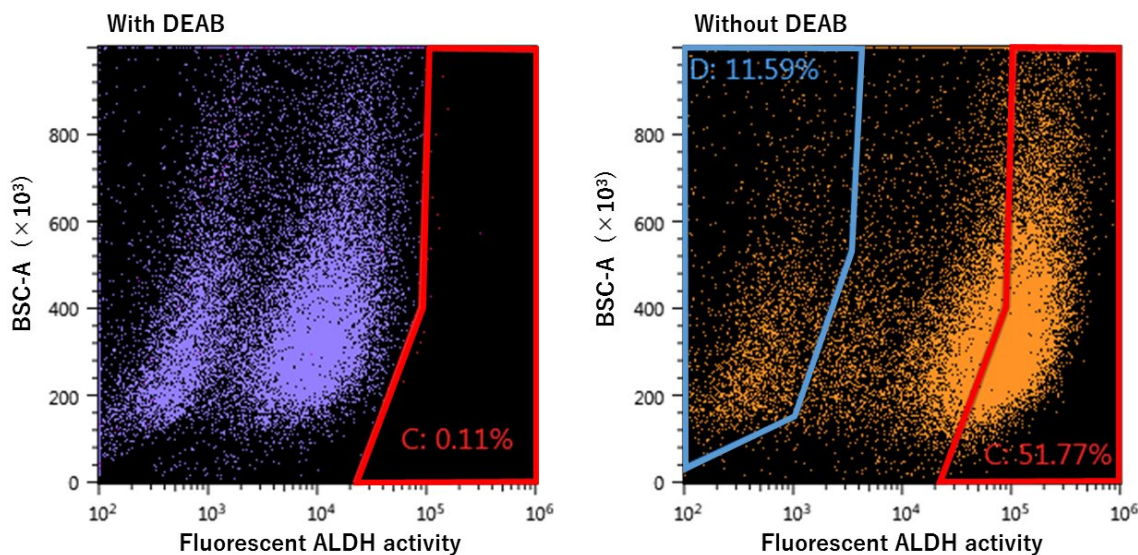 With DEAB
BSC-A (×10³)
800
600
400
200
0
C: 0.11%
10² 10³ 10⁴ 10⁵ 10⁶
Fluorescent ALDH activity
Without DEAB
BSC-A (×10³)
800
600
400
200
0
D: 11.59%
C: 51.77%
10² 10³ 10⁴ 10⁵ 10⁶
Fluorescent ALDH activity